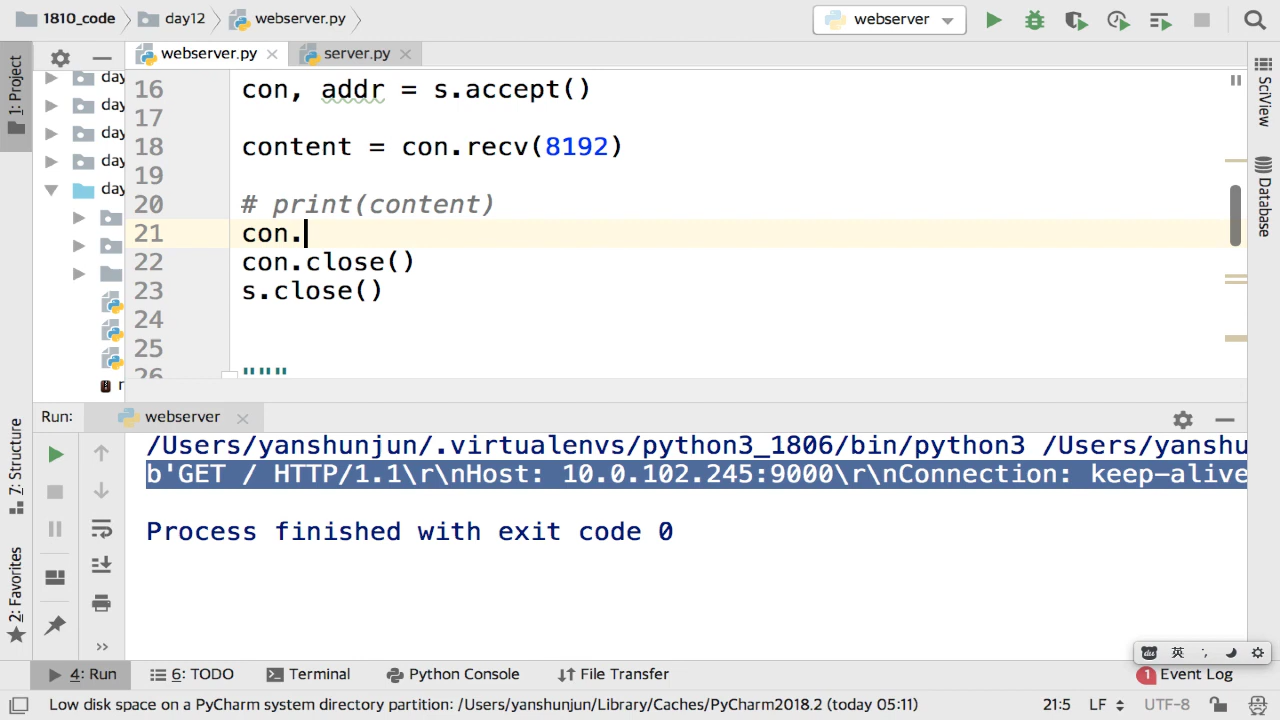 1810_code day12 webserver.py webserver
1: Project
webserver.py server.py
day
16 con, addr = s.accept()
day
17
day
18 content = con.recv(8192)
day
19
day
20 # print(content)
21 con.
22 con.close()
23 s.close()
24
25
26 """
r
SciView
Database
Run: webserver
/Users/yanshunjun/.virtualenvs/python3_1806/bin/python3 /Users/yanshu
b'GET / HTTP/1.1\r\nHost: 10.0.102.245:9000\r\nConnection: keep-alive
Process finished with exit code 0
7: Structure
2: Favorites
du 英
4: Run 6: TODO Terminal Python Console File Transfer 1 Event Log
Low disk space on a PyCharm system directory partition: /Users/yanshunjun/Library/Caches/PyCharm2018.2 (today 05:11) 21:5 LF UTF-8